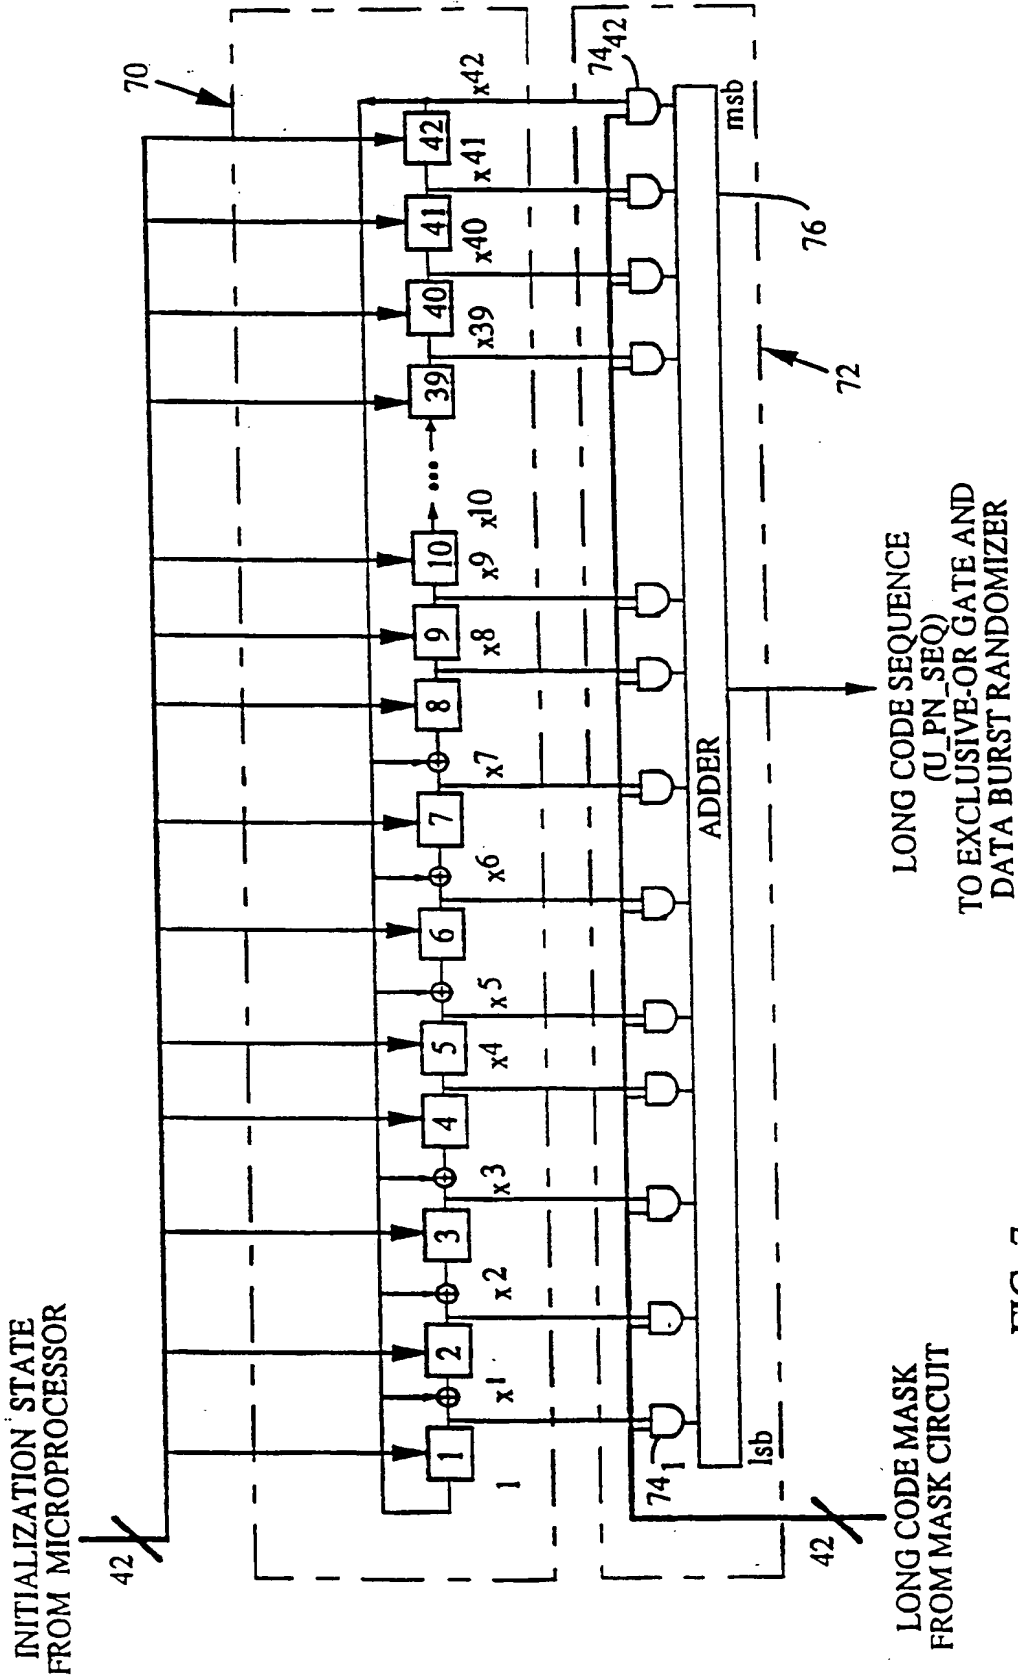 INITIALIZATION STATE
FROM MICROPROCESSOR
42
70
1 2 3 4 5 6 7 8 9 10 ... 39 40 41 42
1 x1 x2 x3 x4 x5 x6 x7 x8 x9 x10 x39 x40 x41 x42
74 1
74 42
lsb
ADDER
msb
76
72
42
LONG CODE MASK
FROM MASK CIRCUIT
LONG CODE SEQUENCE
(U_PN_SEQ)
TO EXCLUSIVE-OR GATE AND
DATA BURST RANDOMIZER